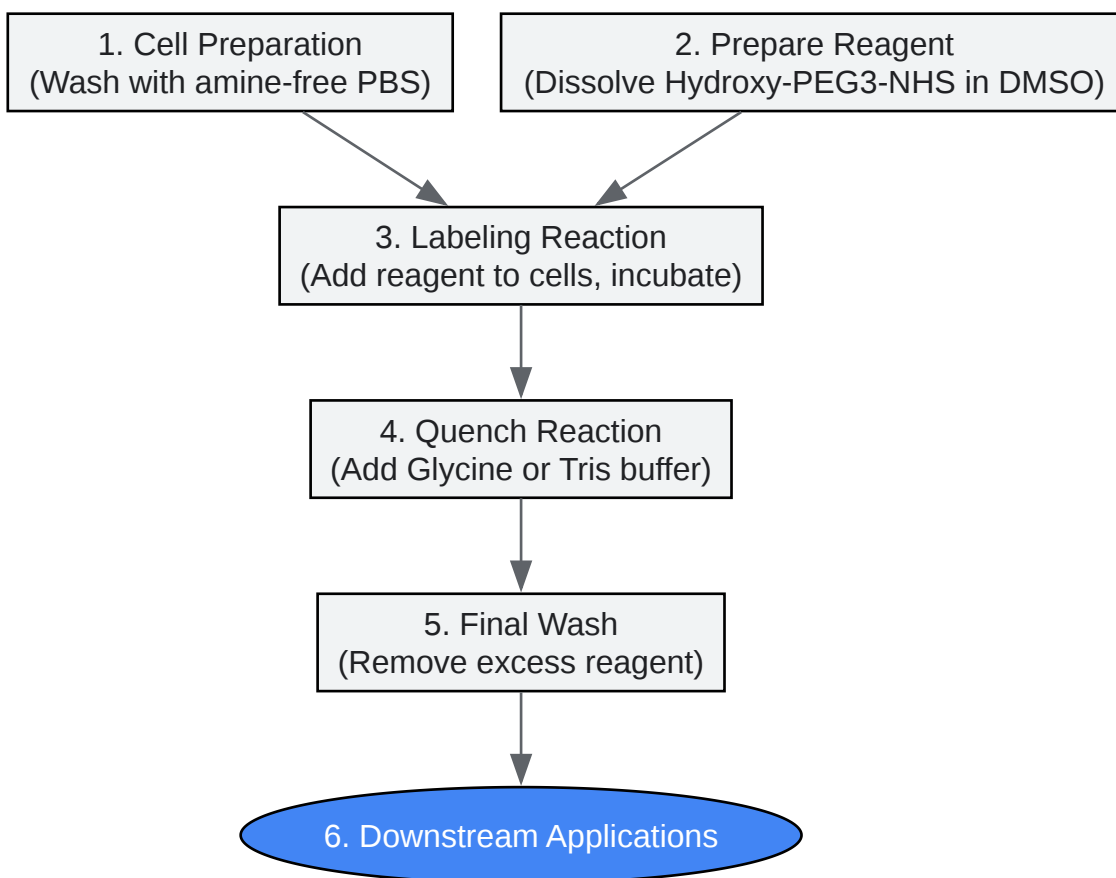 1. Cell Preparation
(Wash with amine-free PBS)
2. Prepare Reagent
(Dissolve Hydroxy-PEG3-NHS in DMSO)
3. Labeling Reaction
(Add reagent to cells, incubate)
4. Quench Reaction
(Add Glycine or Tris buffer)
5. Final Wash
(Remove excess reagent)
6. Downstream Applications